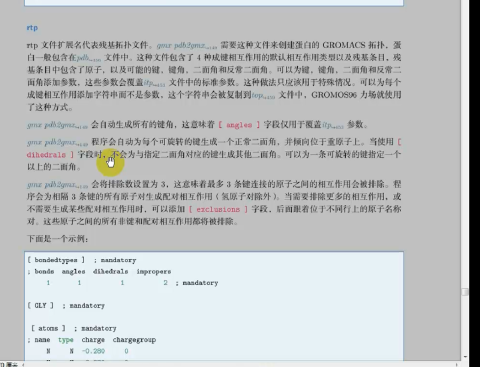 rtp
rtp 文件扩展名代表残基拓扑文件。gmx pdb2gmx 需要这种文件来创建蛋白的 GROMACS 拓扑，蛋
白一般包含在 文件中。这种文件包含了 4 种成键相互作用的默认相互作用类型以及残基条目，残
基条目中包含了原子，以及可能的键，键角，二面角和反常二面角。可以为键，键角，二面角和反常二
面角添加参数，这些参数会覆盖 文件中的标准参数。这种做法只应该用于特殊情况。可以为每个
成键相互作用添加字符串而不是参数，这个字符串会被复制到 文件中，GROMOS96 力场就使用
了这种方式。
gmx pdb2gmx 会自动生成所有的键角，这意味着 [ angles ] 字段仅用于覆盖 参数。
gmx pdb2gmx 程序会自动为每个可旋转的键生成一个正常二面角，并倾向位于重原子上。当使用 [
dihedrals ] 字段时，不会为与指定二面角对应的键生成其他二面角。可以为一条可旋转的键指定一个
以上的二面角。
gmx pdb2gmx 会将排除数设置为 3，这意味着最多 3 条键连接的原子之间的相互作用会被排除。程
序会为相隔 3 条键的所有原子对生成配对相互作用（氢原子对除外）。当需要排除更多的相互作用，或
不需要生成某些配对相互作用时，可以添加 [ exclusions ] 字段，后面跟着位于不同行上的原子名称
对。这些原子之间的所有非键和配对相互作用都将被排除。
下面是一个示例：
[ bondedtypes ] ; mandatory
; bonds angles dihedrals impropers
1 1 1 2 ; mandatory
[ GLY ] ; mandatory
[ atoms ] ; mandatory
; name type charge chargegroup
N N -0.280 0